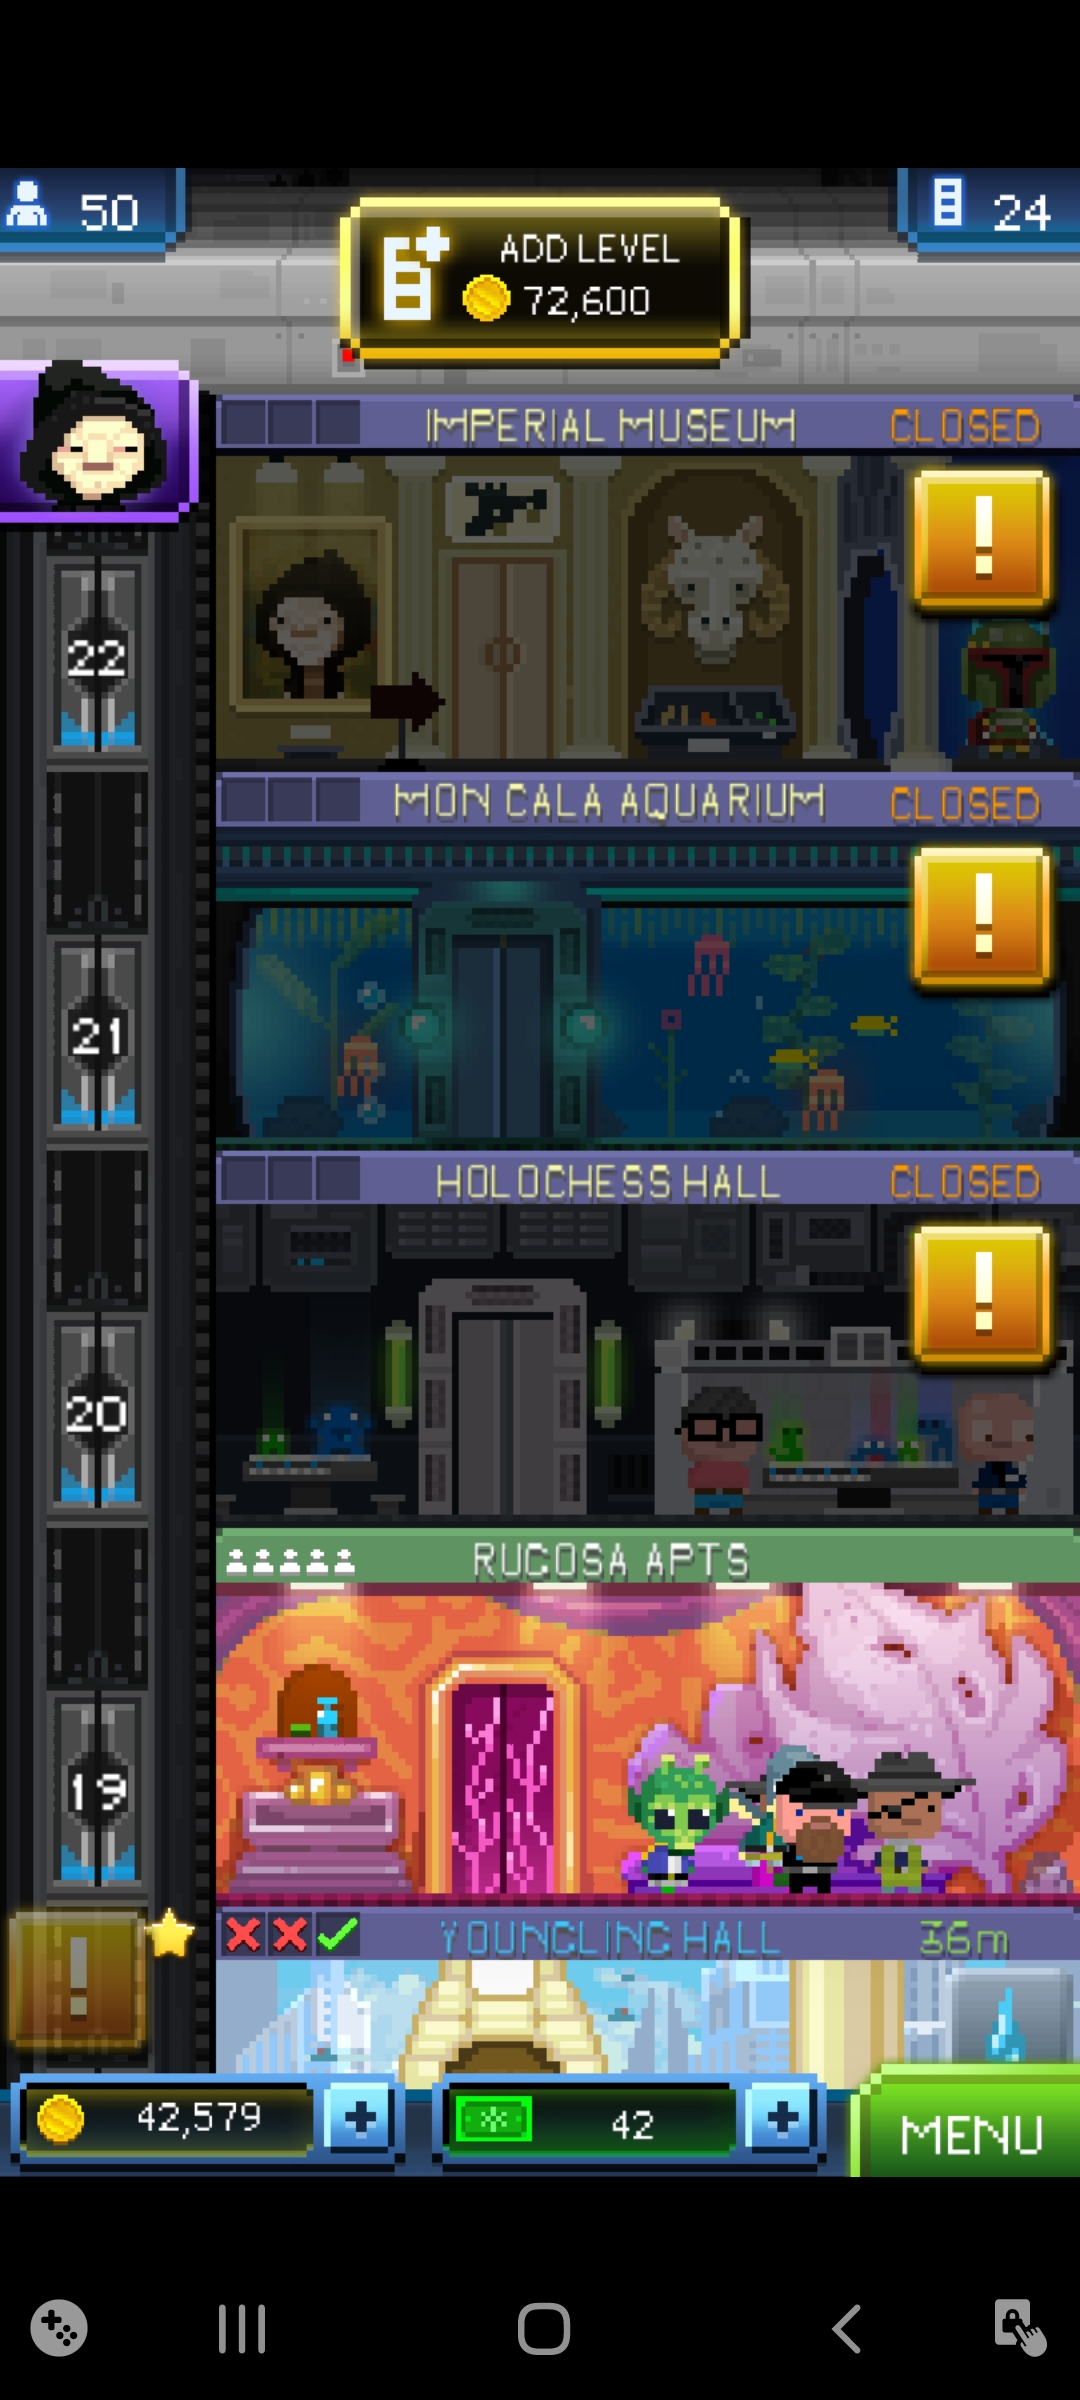 50
ADD LEVEL
72,600
24
IMPERIAL MUSEUM CLOSED
!
22
MON CALA AQUARIUM CLOSED
!
21
HOLOCHESS HALL CLOSED
!
20
RUGOSA APTS
19
!
YOUNGLING HALL 36m
42,579
+
42
+
MENU